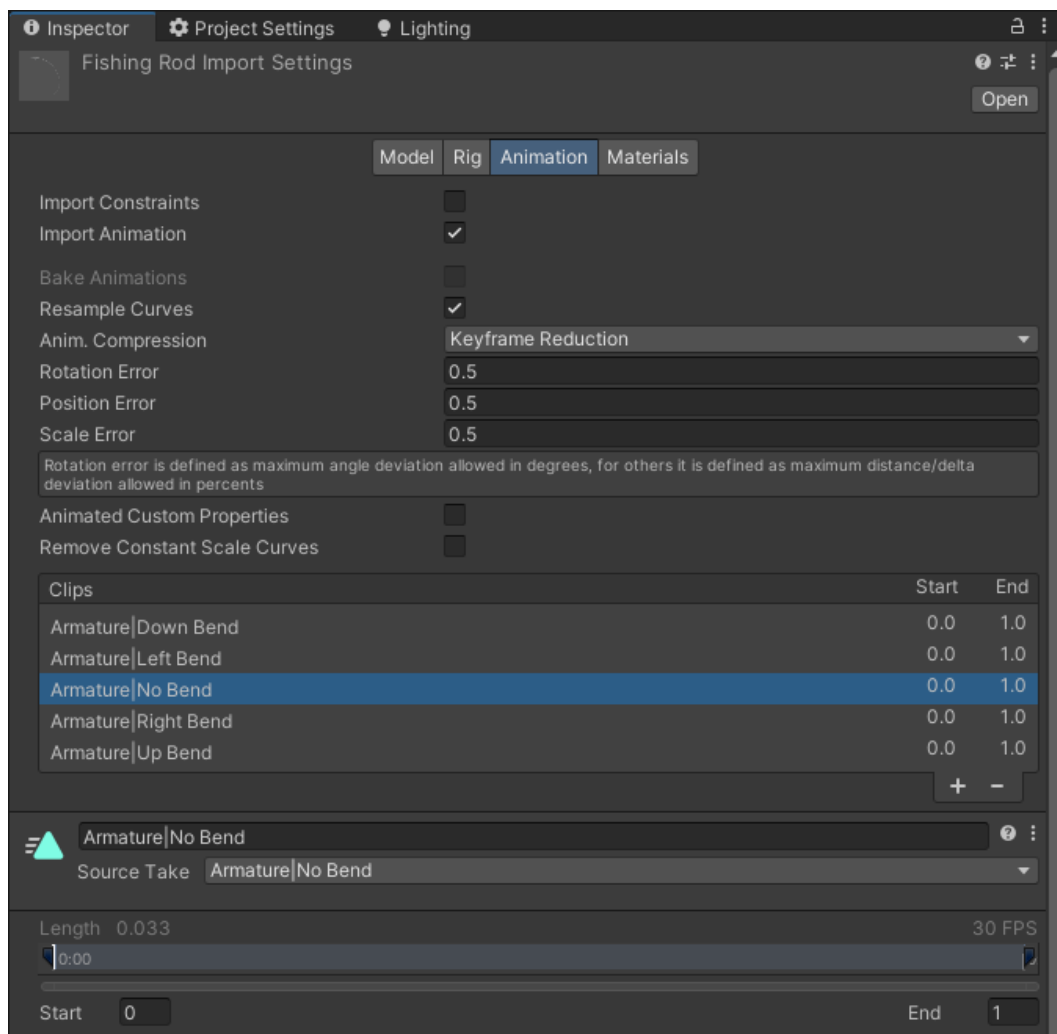 Inspector Project Settings Lighting
Fishing Rod Import Settings
Open
Model Rig Animation Materials
Import Constraints
Import Animation
Bake Animations
Resample Curves
Anim. Compression Keyframe Reduction
Rotation Error 0.5
Position Error 0.5
Scale Error 0.5
Rotation error is defined as maximum angle deviation allowed in degrees, for others it is defined as maximum distance/delta
deviation allowed in percents
Animated Custom Properties
Remove Constant Scale Curves
Clips Start End
Armature|Down Bend 0.0 1.0
Armature|Left Bend 0.0 1.0
Armature|No Bend 0.0 1.0
Armature|Right Bend 0.0 1.0
Armature|Up Bend 0.0 1.0
+ −
Armature|No Bend
Source Take Armature|No Bend
Length 0.033 30 FPS
0:00
Start 0 End 1